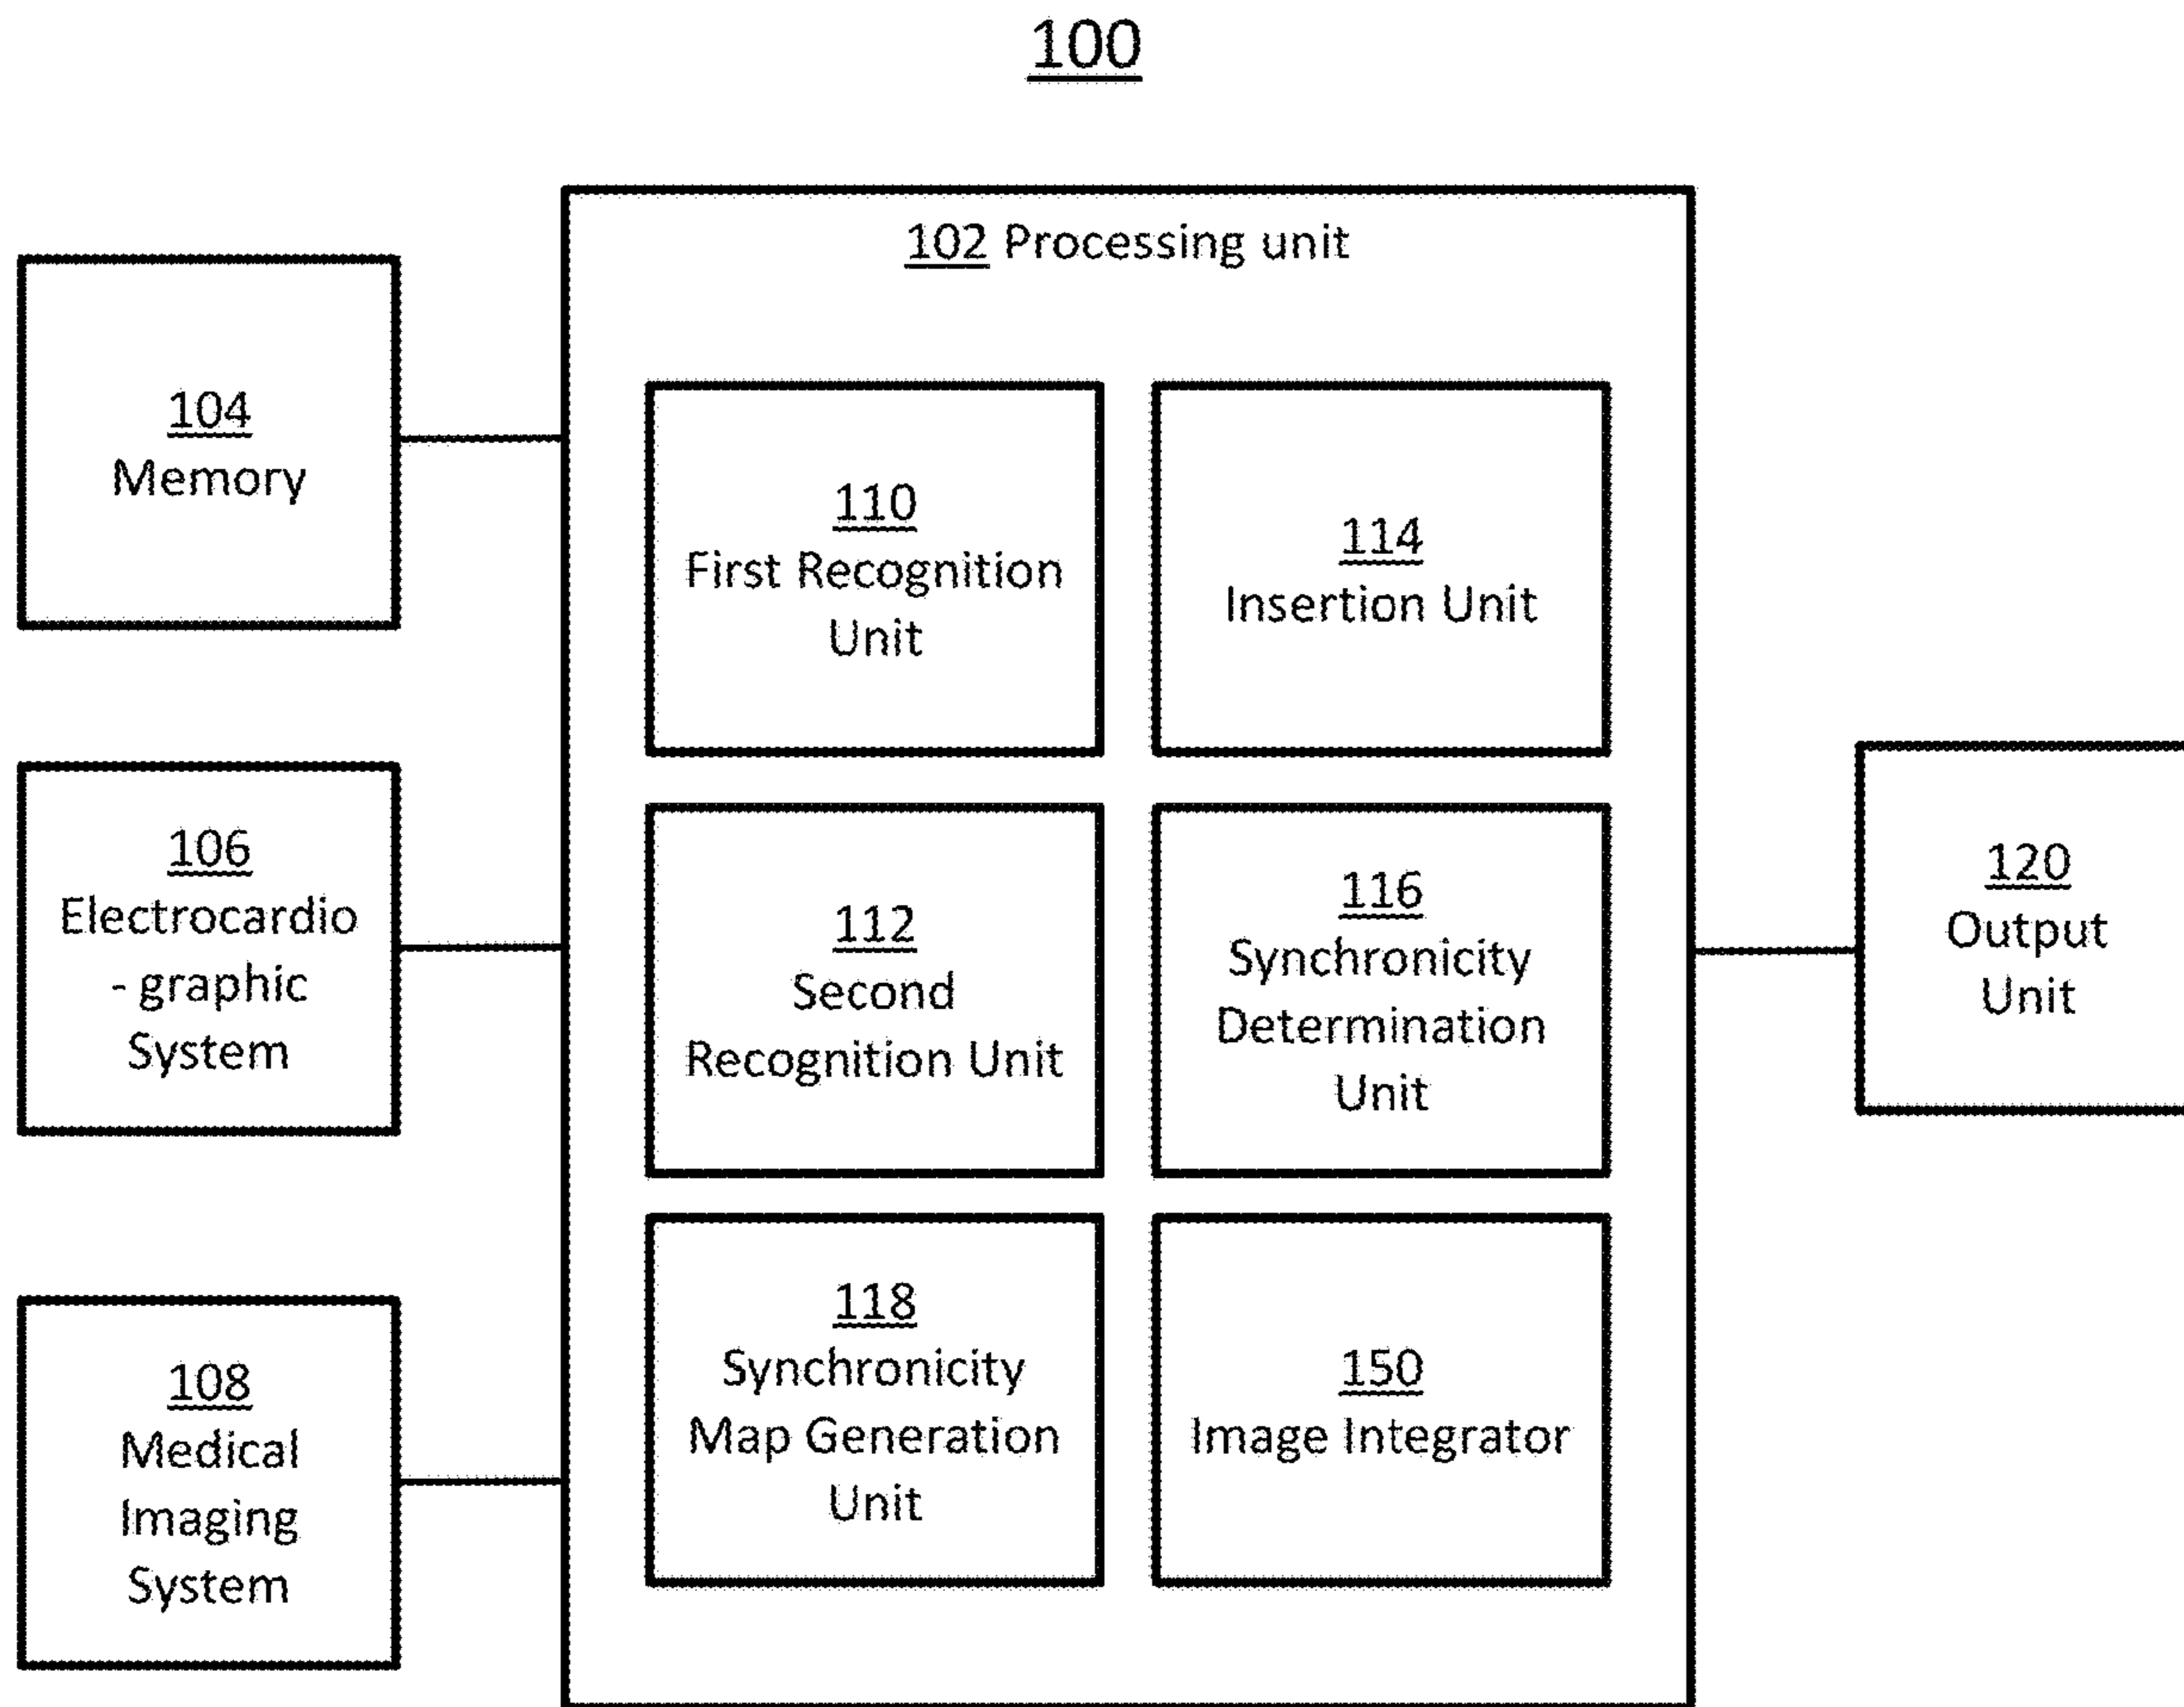 100
102 Processing unit
104
Memory
106
Electrocardio
- graphic
System
108
Medical
Imaging
System
110
First Recognition
Unit
114
Insertion Unit
112
Second
Recognition Unit
116
Synchronicity
Determination
Unit
118
Synchronicity
Map Generation
Unit
150
Image Integrator
120
Output
Unit